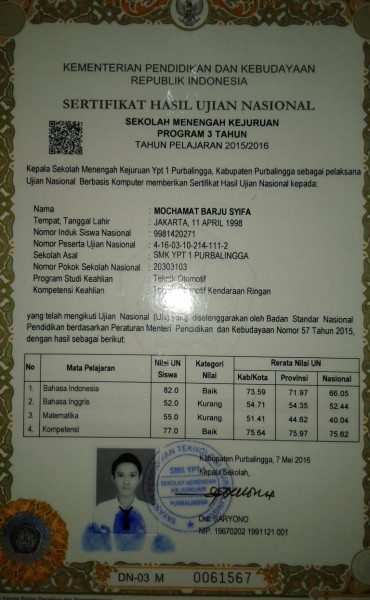 KEMENTERIAN PENDIDIKAN DAN KEBUDAYAAN
REPUBLIK INDONESIA
SERTIFIKAT HASIL UJIAN NASIONAL
SEKOLAH MENENGAH KEJURUAN
PROGRAM 3 TAHUN
TAHUN PELAJARAN 2015/2016
Kepala Sekolah Menengah Kejuruan Ypt 1 Purbalingga, Kabupaten Purbalingga sebagai pelaksana
Ujian Nasional Berbasis Komputer memberikan Sertifikat Hasil Ujian Nasional kepada:
Nama : MOCHAMAT BARJU SYIFA
Tempat, Tanggal Lahir : JAKARTA, 11 APRIL 1998
Nomor Induk Siswa Nasional : 9981420271
Nomor Peserta Ujian Nasional : 4-16-03-10-214-111-2
Sekolah Asal : SMK YPT 1 PURBALINGGA
Nomor Pokok Sekolah Nasional : 20303103
Program Studi Keahlian : Teknik Otomotif
Kompetensi Keahlian : Teknik Otomotif Kendaraan Ringan
yang telah mengikuti Ujian Nasional (UN) yang diselenggarakan oleh Badan Standar Nasional
Pendidikan berdasarkan Peraturan Menteri Pendidikan dan Kebudayaan Nomor 57 Tahun 2015,
dengan hasil sebagai berikut:
No Mata Pelajaran Nilai UN Siswa Kategori Nilai Rerata Nilai UN
Kab/Kota Provinsi Nasional
1. Bahasa Indonesia 82.0 Baik 73.59 71.97 66.05
2. Bahasa Inggris 52.0 Kurang 54.71 54.35 52.44
3. Matematika 55.0 Kurang 51.41 44.62 40.04
4. Kompetensi 77.0 Baik 75.64 75.97 75.62
Kabupaten Purbalingga, 7 Mei 2016
Kepala Sekolah,
SMK YPT
SEKOLAH MENENGAH
KEJURUAN
PURBALINGGA
SARYONO
NIP. 19670202 1991121 001
DN-03 M 0061567